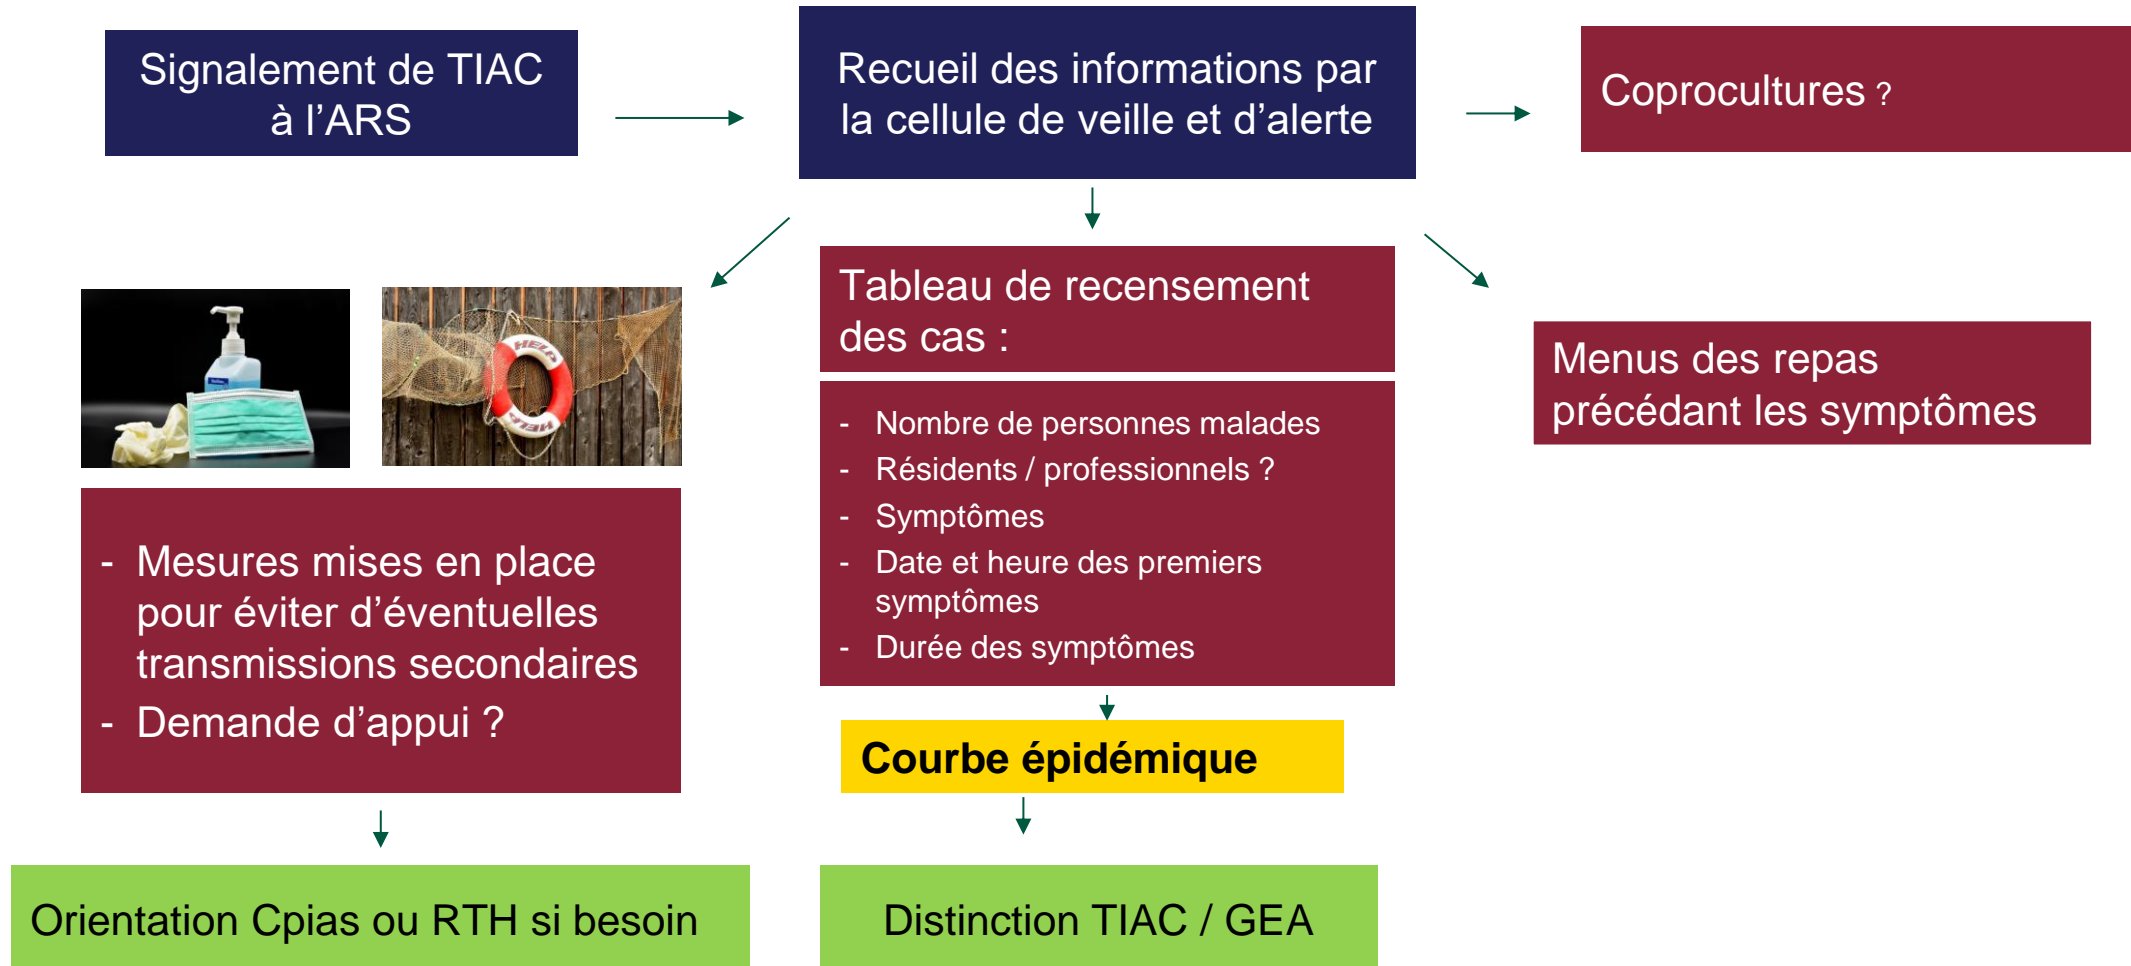 Signalement de TIAC
à l’ARS
Recueil des informations par
la cellule de veille et d’alerte
Coprocultures ?
HELP
HELP
Tableau de recensement
des cas :
- Nombre de personnes malades
- Résidents / professionnels ?
- Symptômes
- Date et heure des premiers
symptômes
- Durée des symptômes
Menus des repas
précédant les symptômes
- Mesures mises en place
pour éviter d’éventuelles
transmissions secondaires
- Demande d’appui ?
Courbe épidémique
Orientation Cpias ou RTH si besoin
Distinction TIAC / GEA